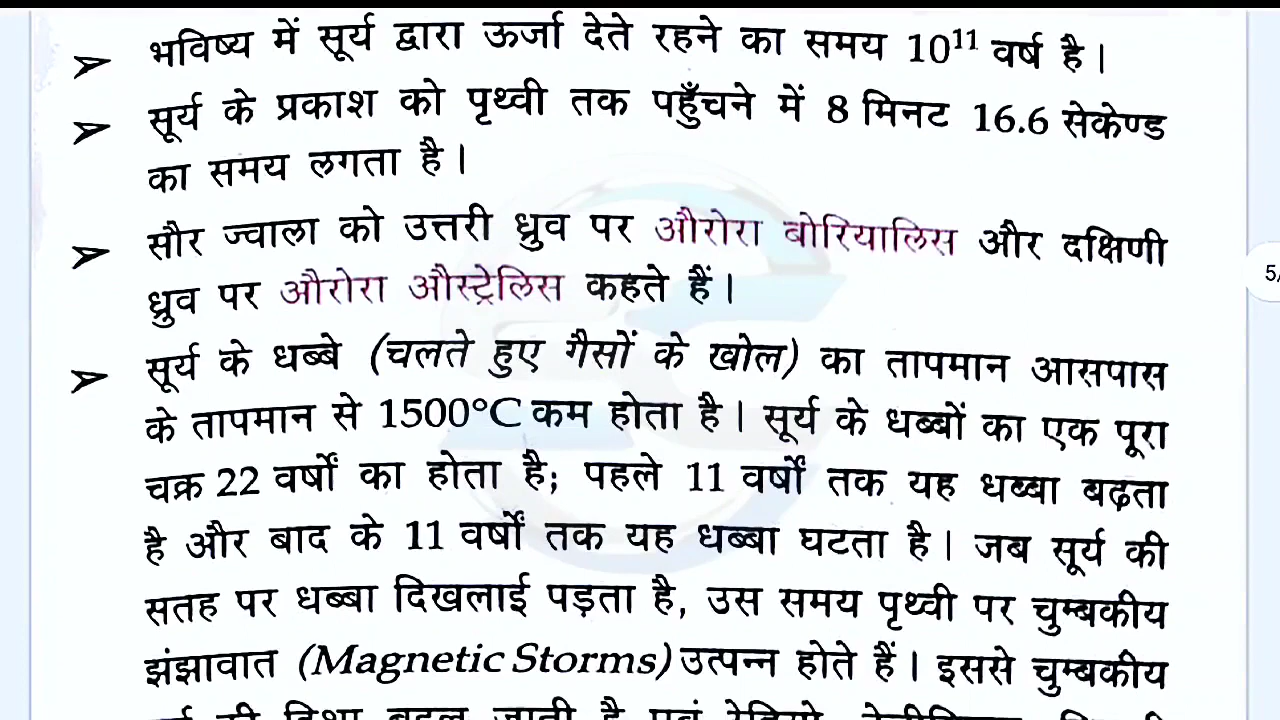 ➢ भविष्य में सूर्य द्वारा ऊर्जा देते रहने का समय 10¹¹ वर्ष है।
➢ सूर्य के प्रकाश को पृथ्वी तक पहुँचने में 8 मिनट 16.6 सेकेण्ड
का समय लगता है।
➢ सौर ज्वाला को उत्तरी ध्रुव पर औरोरा बोरियालिस और दक्षिणी
ध्रुव पर औरोरा औस्ट्रेलिस कहते हैं।
➢ सूर्य के धब्बे (चलते हुए गैसों के खोल) का तापमान आसपास
के तापमान से 1500°C कम होता है। सूर्य के धब्बों का एक पूरा
चक्र 22 वर्षों का होता है; पहले 11 वर्षों तक यह धब्बा बढ़ता
है और बाद के 11 वर्षों तक यह धब्बा घटता है। जब सूर्य की
सतह पर धब्बा दिखलाई पड़ता है, उस समय पृथ्वी पर चुम्बकीय
झंझावात (Magnetic Storms) उत्पन्न होते हैं। इससे चुम्बकीय
की दिशा बदल जाती है एवं रेडियो,
5/